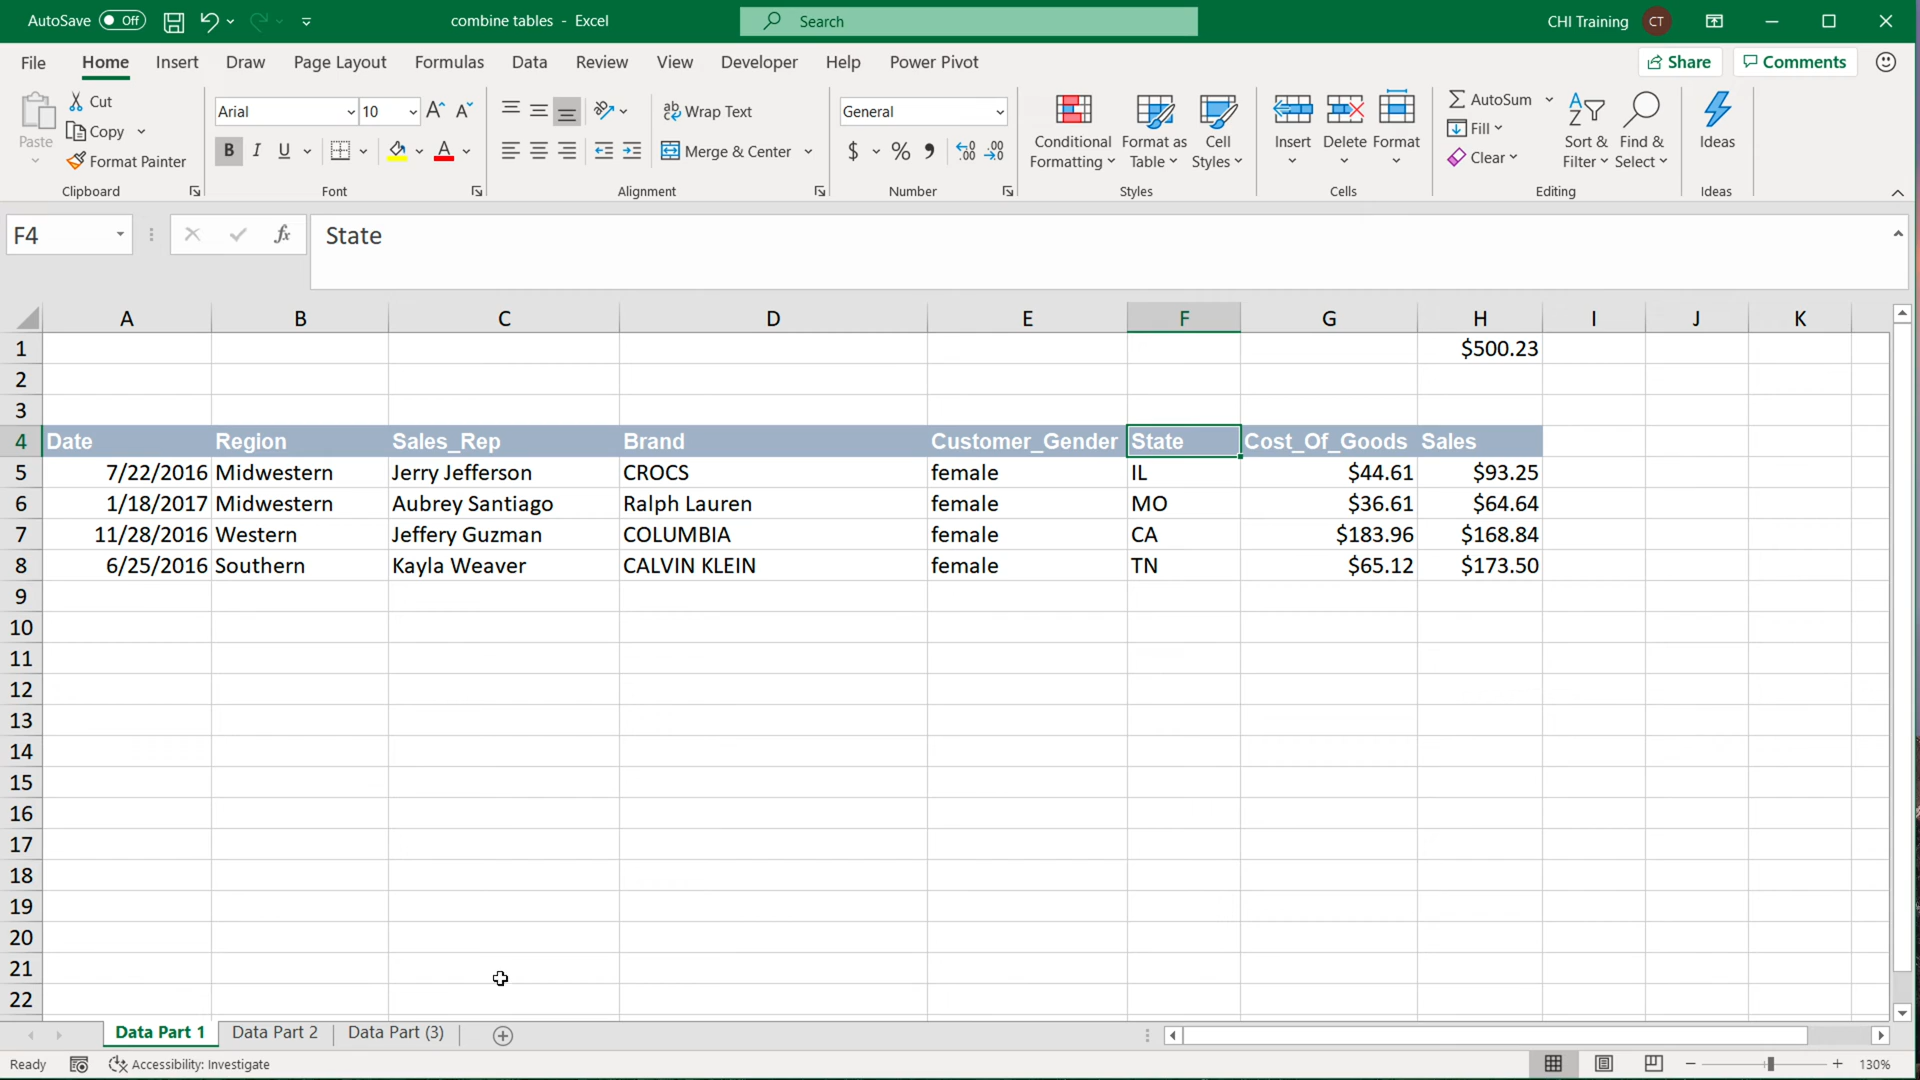 AutoSave Off combine tables - Excel Search CHI Training CT
File Home Insert Draw Page Layout Formulas Data Review View Developer Help Power Pivot Share Comments
Paste Cut Copy Format Painter Clipboard
Arial 10 B I U A Font
ab Wrap Text Merge & Center Alignment
General $ % 9 Number
Conditional Formatting Format as Table Cell Styles Styles
Insert Delete Format Cells
AutoSum Fill Clear Sort & Filter Find & Select Editing
Ideas Ideas
F4 fx State
A B C D E F G H I J K
1 $500.23
2
3
4 Date Region Sales_Rep Brand Customer_Gender State Cost_Of_Goods Sales
5 7/22/2016 Midwestern Jerry Jefferson CROCS female IL $44.61 $93.25
6 1/18/2017 Midwestern Aubrey Santiago Ralph Lauren female MO $36.61 $64.64
7 11/28/2016 Western Jeffery Guzman COLUMBIA female CA $183.96 $168.84
8 6/25/2016 Southern Kayla Weaver CALVIN KLEIN female TN $65.12 $173.50
9
10
11
12
13
14
15
16
17
18
19
20
21
22
Data Part 1 Data Part 2 Data Part (3)
Ready Accessibility: Investigate 130%